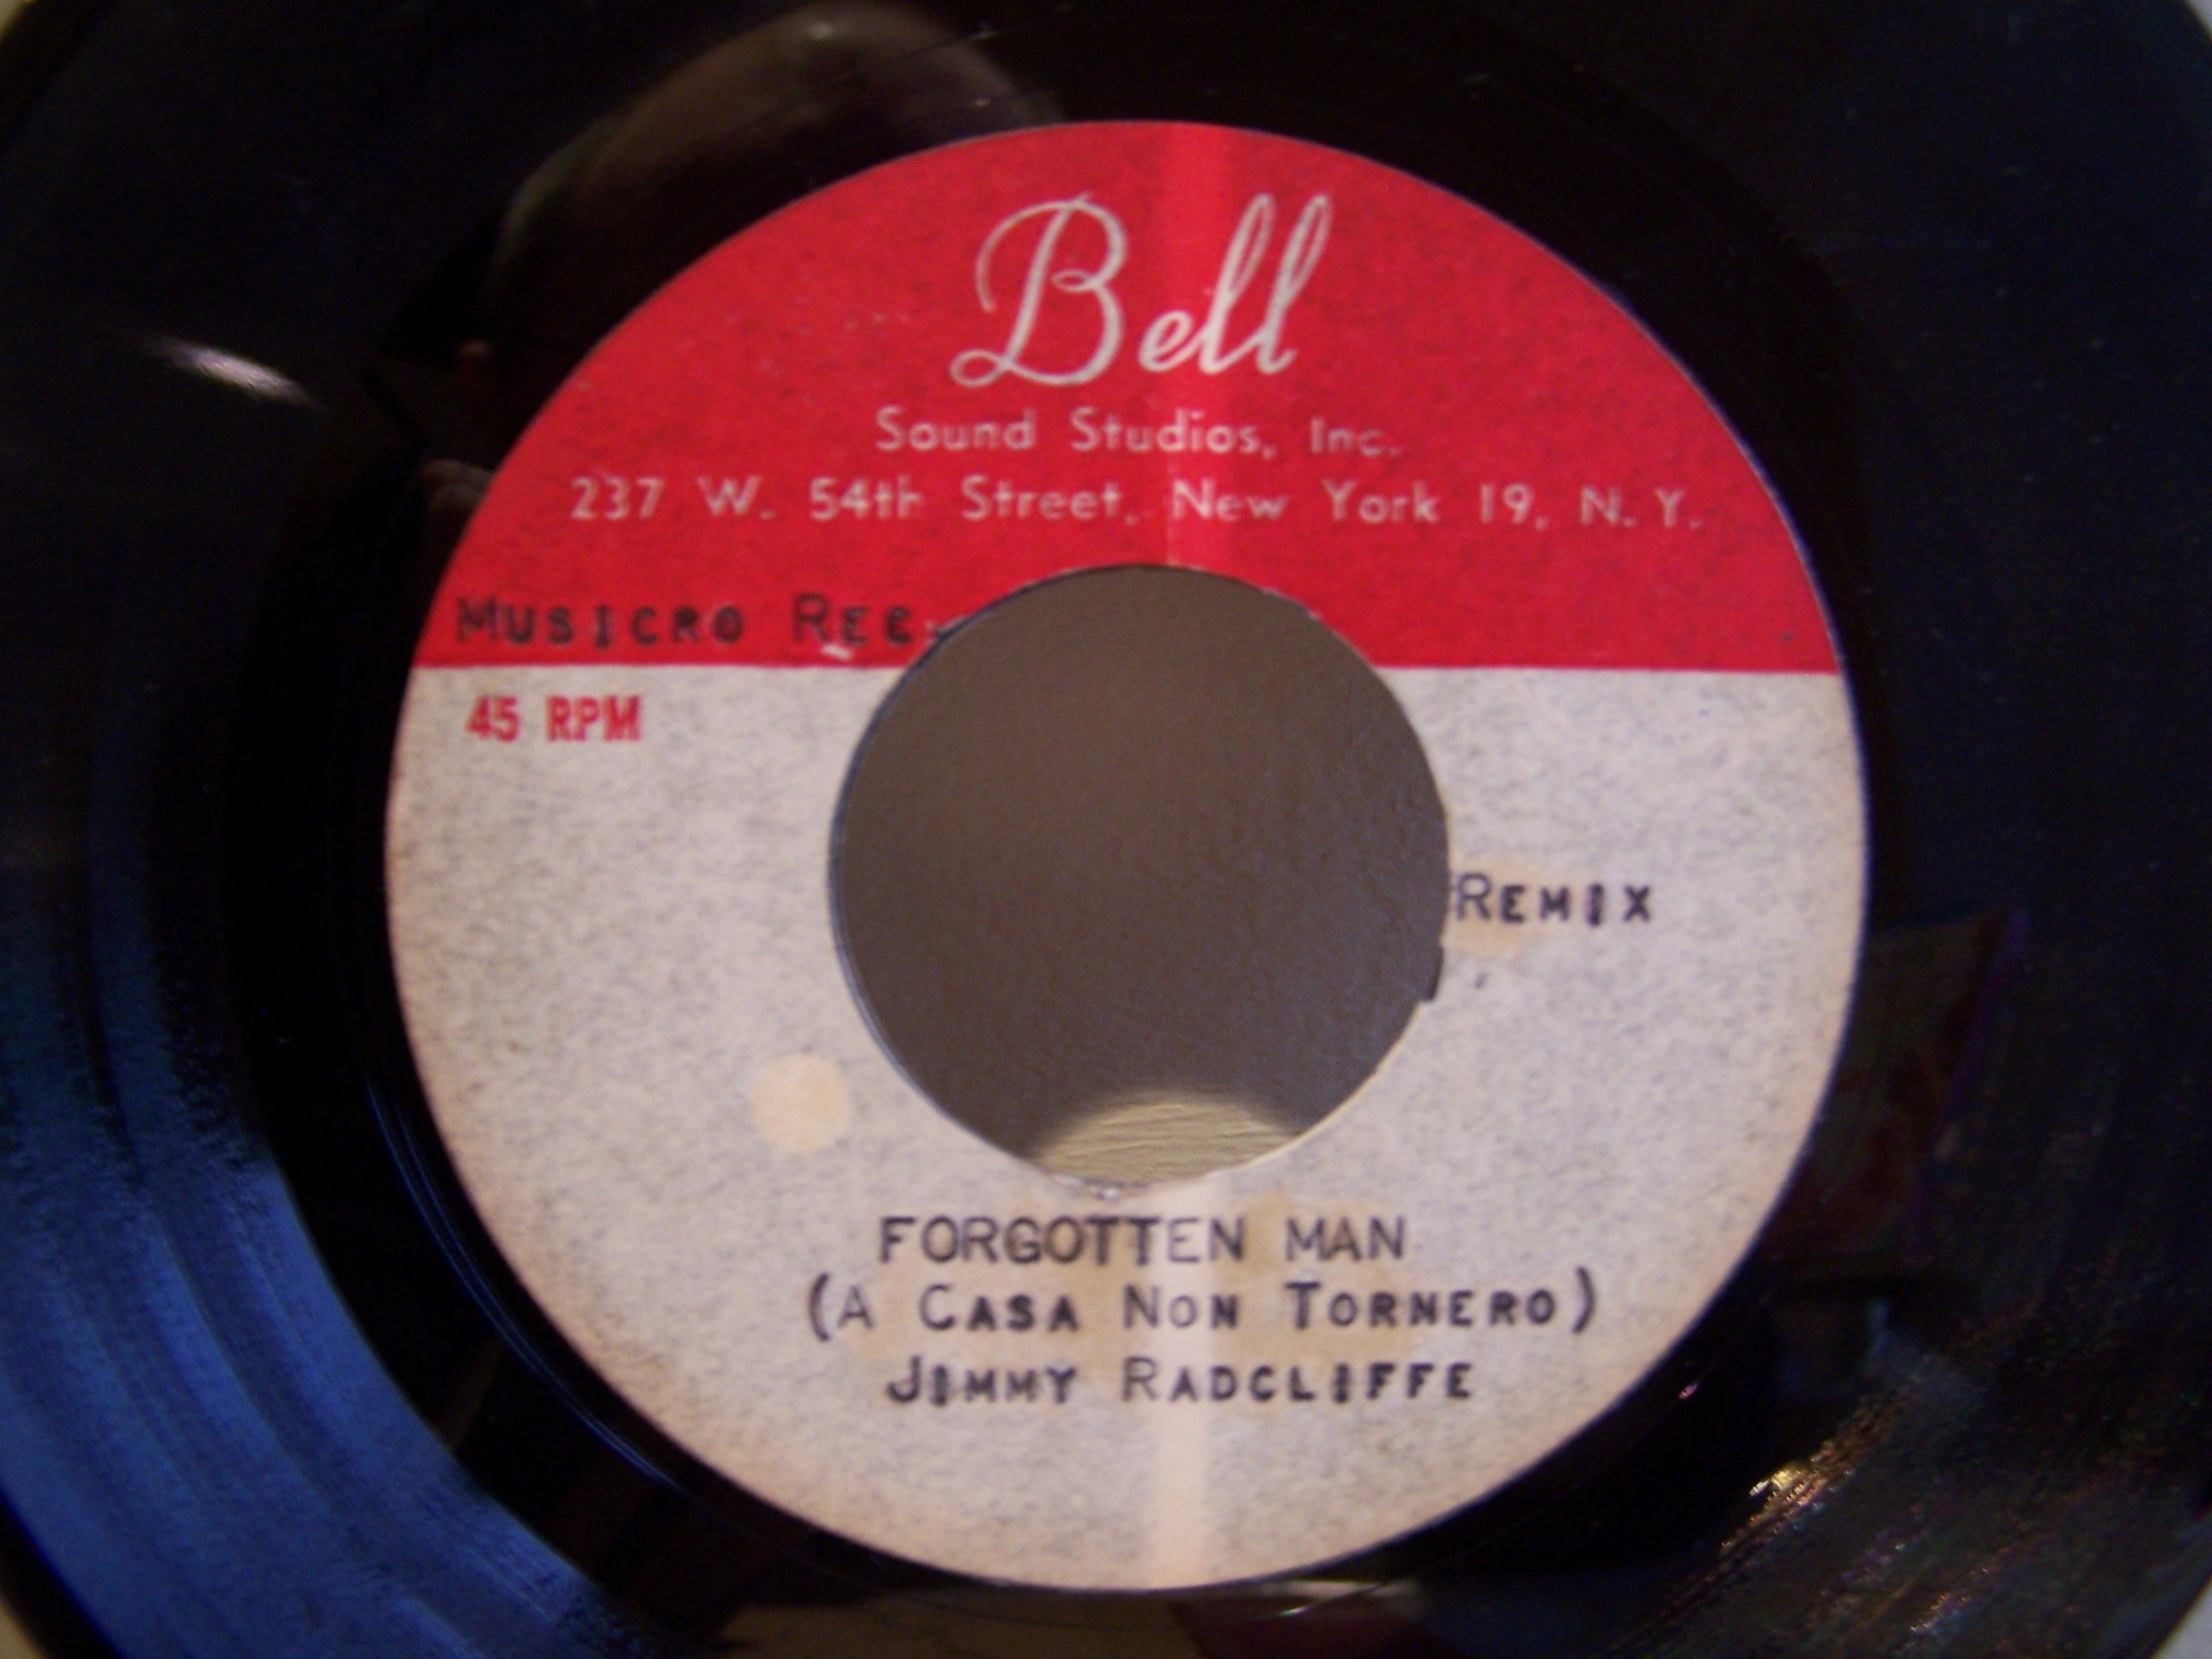 Bell
Sound Studios, Inc.
237 W. 54th Street, New York 19, N. Y.
MUSICRO REC.
45 RPM
REMIX
FORGOTTEN MAN
(A CASA NON TORNERO)
JIMMY RADCLIFFE